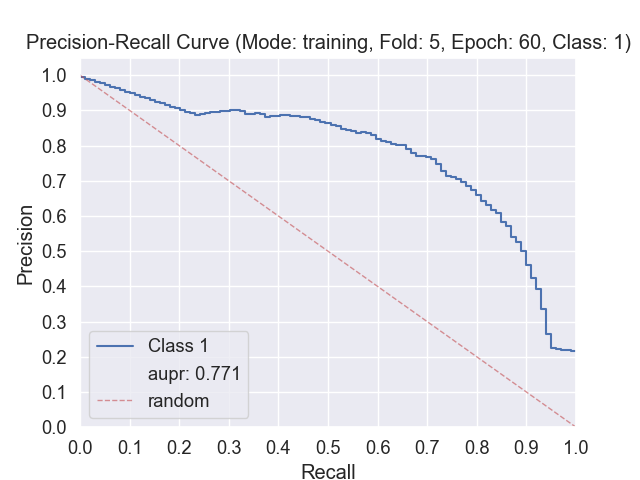 Precision-Recall Curve (Mode: training, Fold: 5, Epoch: 60, Class: 1)
1.0
0.9
0.8
0.7
0.6
0.5
0.4
0.3
0.2
0.1
0.0
Precision
Class 1
aupr: 0.771
random
0.0 0.1 0.2 0.3 0.4 0.5 0.6 0.7 0.8 0.9 1.0
Recall